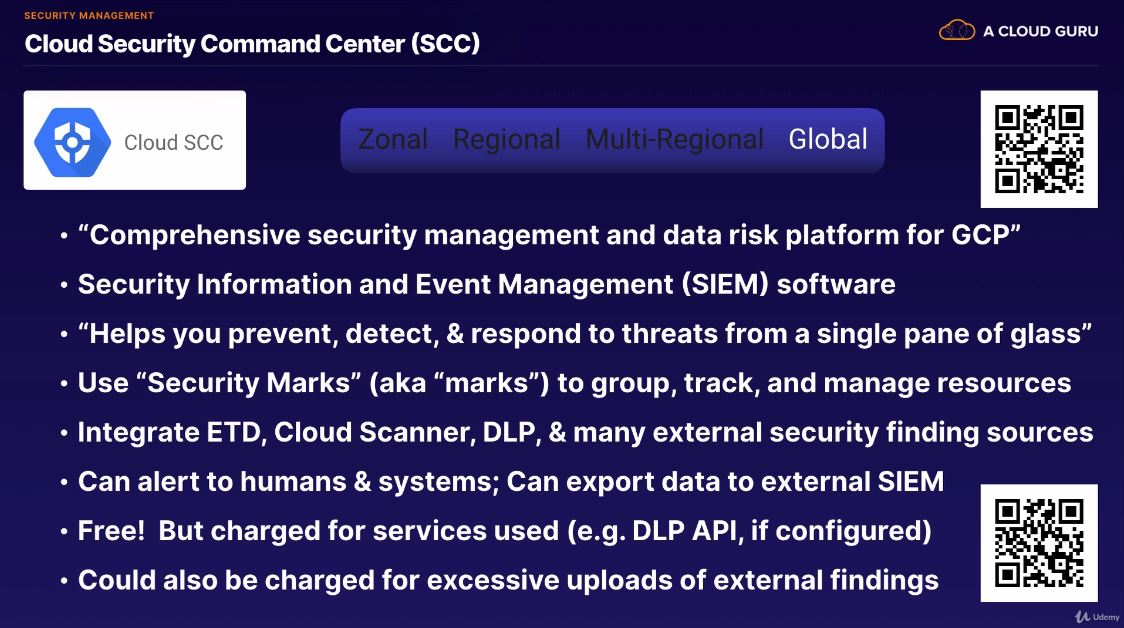 SECURITY MANAGEMENT
Cloud Security Command Center (SCC)
A CLOUD GURU
Cloud SCC
Zonal Regional Multi-Regional Global
• “Comprehensive security management and data risk platform for GCP”
• Security Information and Event Management (SIEM) software
• “Helps you prevent, detect, & respond to threats from a single pane of glass”
• Use “Security Marks” (aka “marks”) to group, track, and manage resources
• Integrate ETD, Cloud Scanner, DLP, & many external security finding sources
• Can alert to humans & systems; Can export data to external SIEM
• Free!  But charged for services used (e.g. DLP API, if configured)
• Could also be charged for excessive uploads of external findings
Udemy